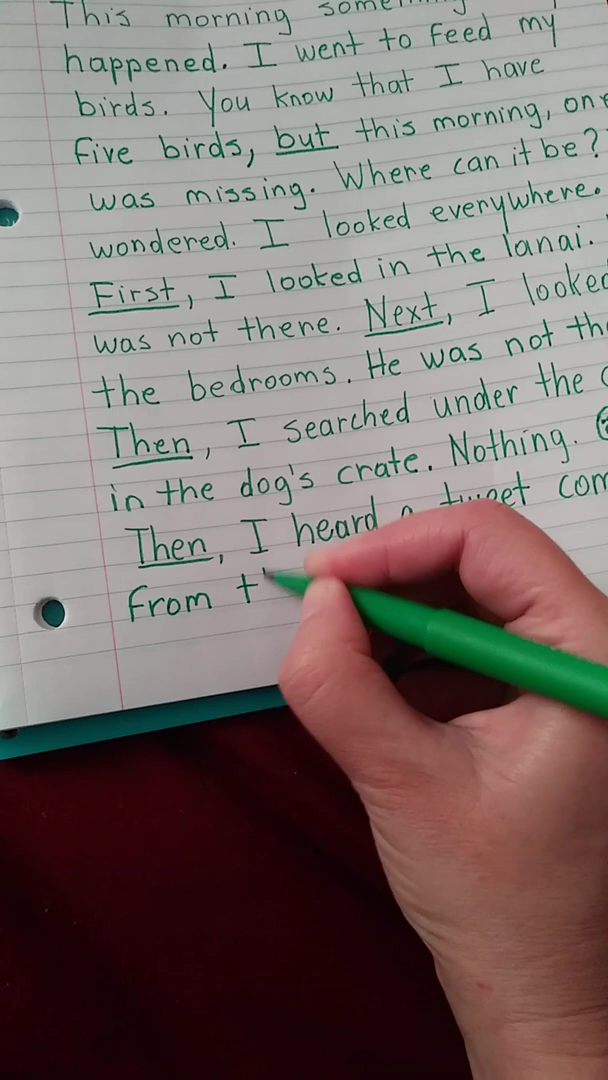 This morning
happened. I went to feed my
birds. You know that I have
five birds, but this morning,
was missing. Where can it be?
wondered. I looked everywhere.
First, I looked in the lanai.
was not there. Next, I looked
the bedrooms. He was not
Then, I searched under the
in the dog's crate. Nothing.
Then, I heard a tweet
from